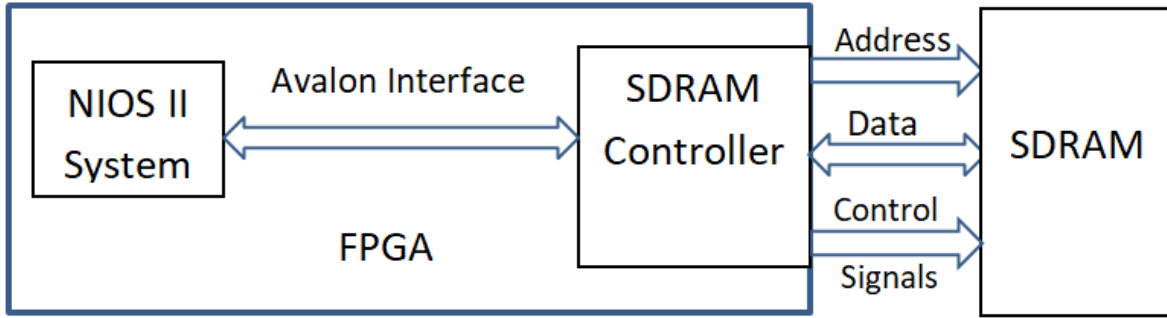 NIOS II
System
Avalon Interface
FPGA
SDRAM
Controller
Address
Data
Control
Signals
SDRAM